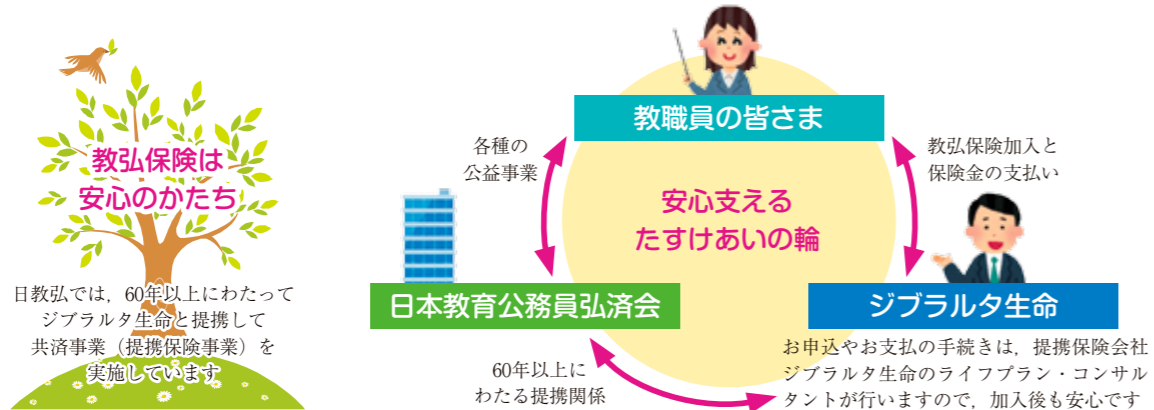 教弘保険は
安心のかたち
日教弘では，60年以上にわたって
ジブラルタ生命と提携して
共済事業（提携保険事業）を
実施しています
教職員の皆さま
各種の
公益事業
教弘保険加入と
保険金の支払い
安心支える
たすけあいの輪
日本教育公務員弘済会
ジブラルタ生命
60年以上に
わたる提携関係
お申込やお支払の手続きは，提携保険会社
ジブラルタ生命のライフプラン・コンサル
タントが行いますので，加入後も安心です